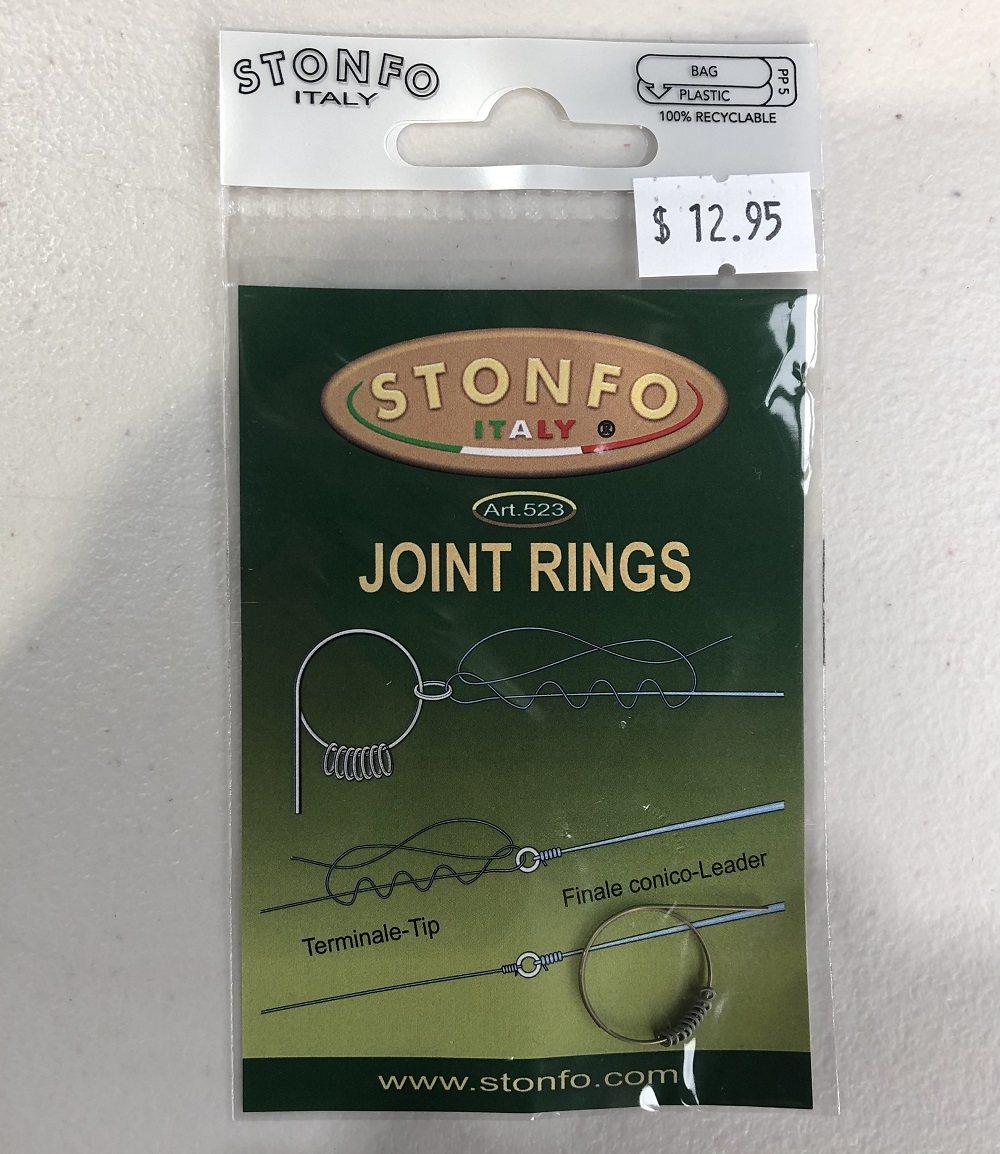 STONFO
ITALY
BAG
PLASTIC
PP 5
100% RECYCLABLE
$ 12.95
STONFO
ITALY ®
Art.523
JOINT RINGS
Finale conico-Leader
Terminale-Tip
www.stonfo.com